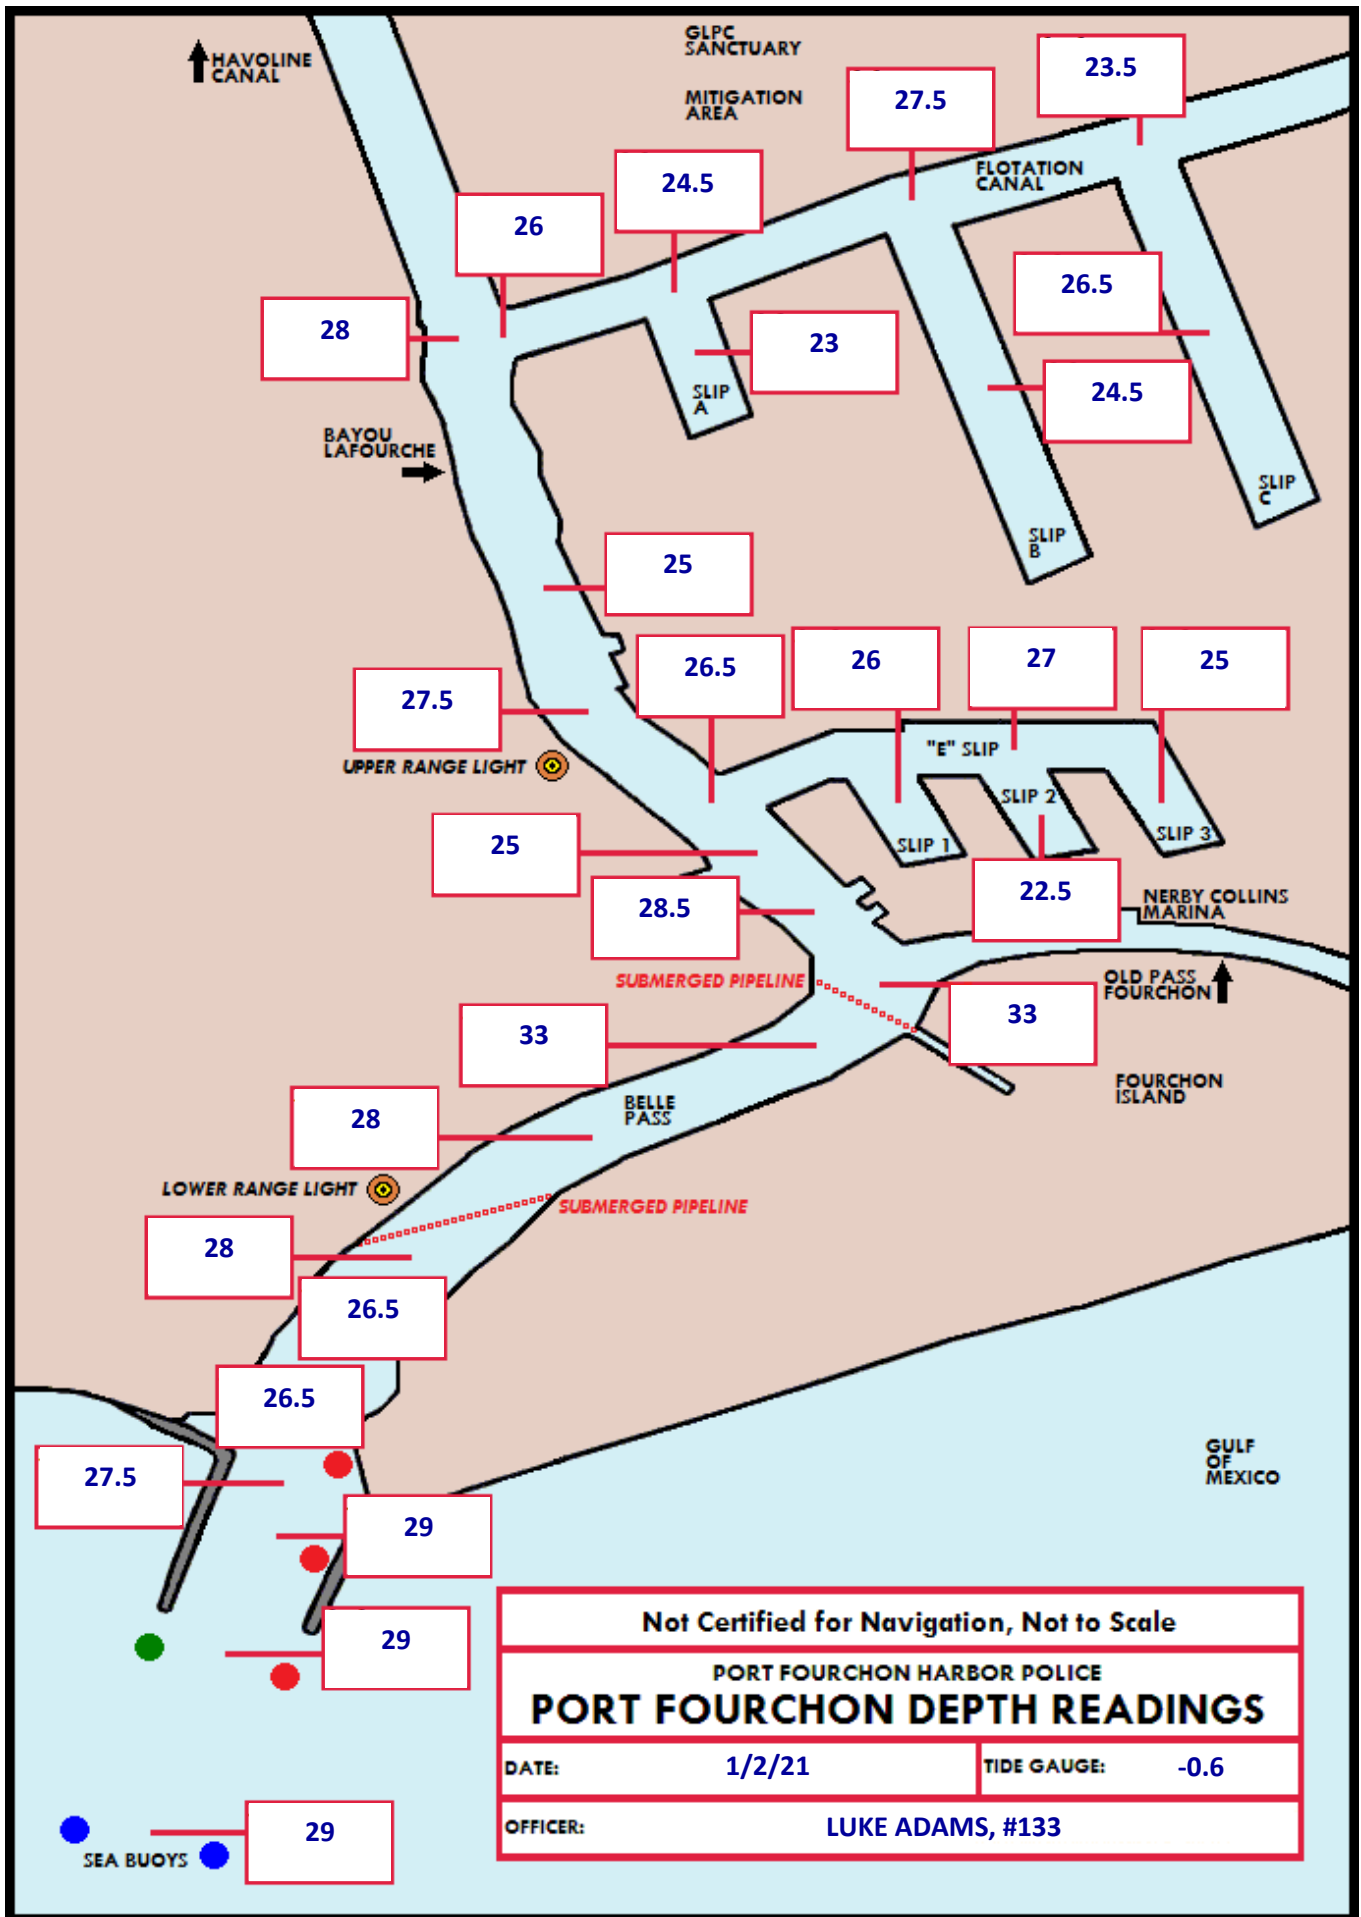 GLPC
SANCTUARY
HAVOLINE
CANAL
23.5
27.5
MITIGATION
AREA
FLOTATION
CANAL
24.5
26
26.5
28
23
SLIP
A
24.5
BAYOU
LAFOURCHE
SLIP
C
SLIP
B
25
26.5
26
27
25
27.5
"E" SLIP
UPPER RANGE LIGHT
SLIP 2
SLIP 1
SLIP 3
25
28.5
22.5
NERBY COLLINS
MARINA
SUBMERGED PIPELINE
OLD PASS
FOURCHON
33
33
FOURCHON
ISLAND
BELLE
PASS
28
LOWER RANGE LIGHT
SUBMERGED PIPELINE
28
26.5
26.5
GULF
OF
MEXICO
27.5
29
29
Not Certified for Navigation, Not to Scale
PORT FOURCHON HARBOR POLICE
PORT FOURCHON DEPTH READINGS
DATE: 1/2/21 TIDE GAUGE: -0.6
OFFICER: LUKE ADAMS, #133
29
SEA BUOYS